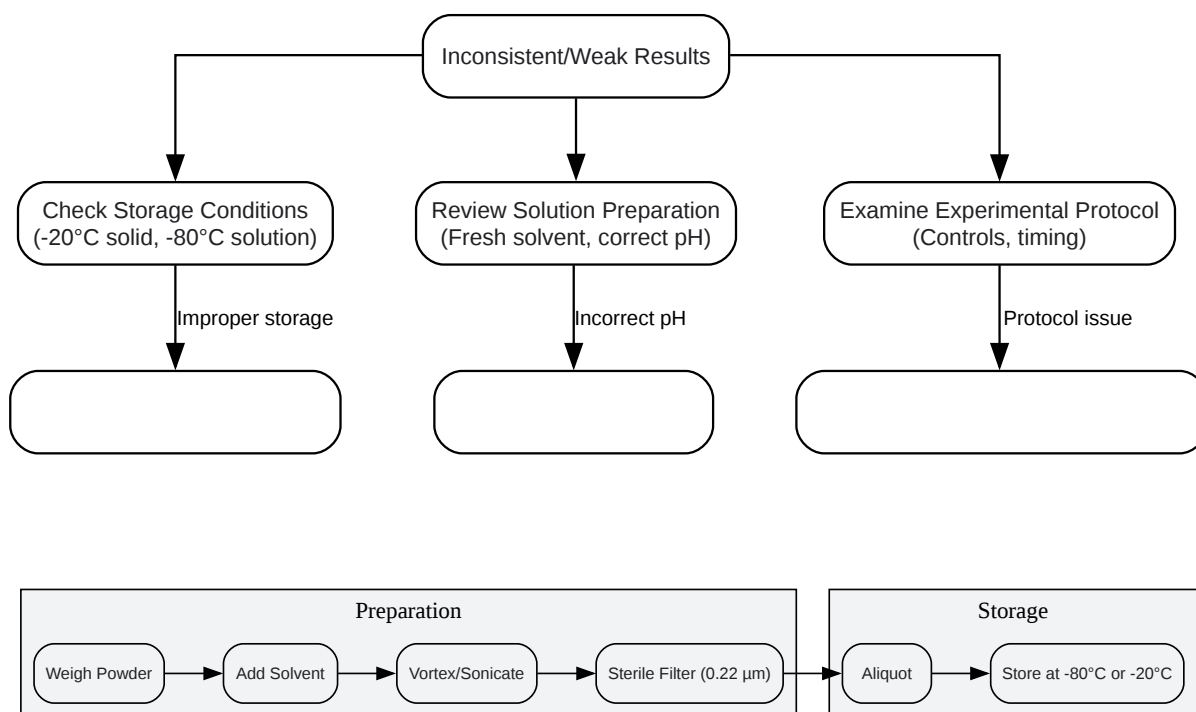 Inconsistent/Weak Results
Check Storage Conditions
(-20°C solid, -80°C solution)
Review Solution Preparation
(Fresh solvent, correct pH)
Examine Experimental Protocol
(Controls, timing)
Improper storage
Incorrect pH
Protocol issue
Preparation
Weigh Powder
Add Solvent
Vortex/Sonicate
Sterile Filter (0.22 µm)
Storage
Aliquot
Store at -80°C or -20°C